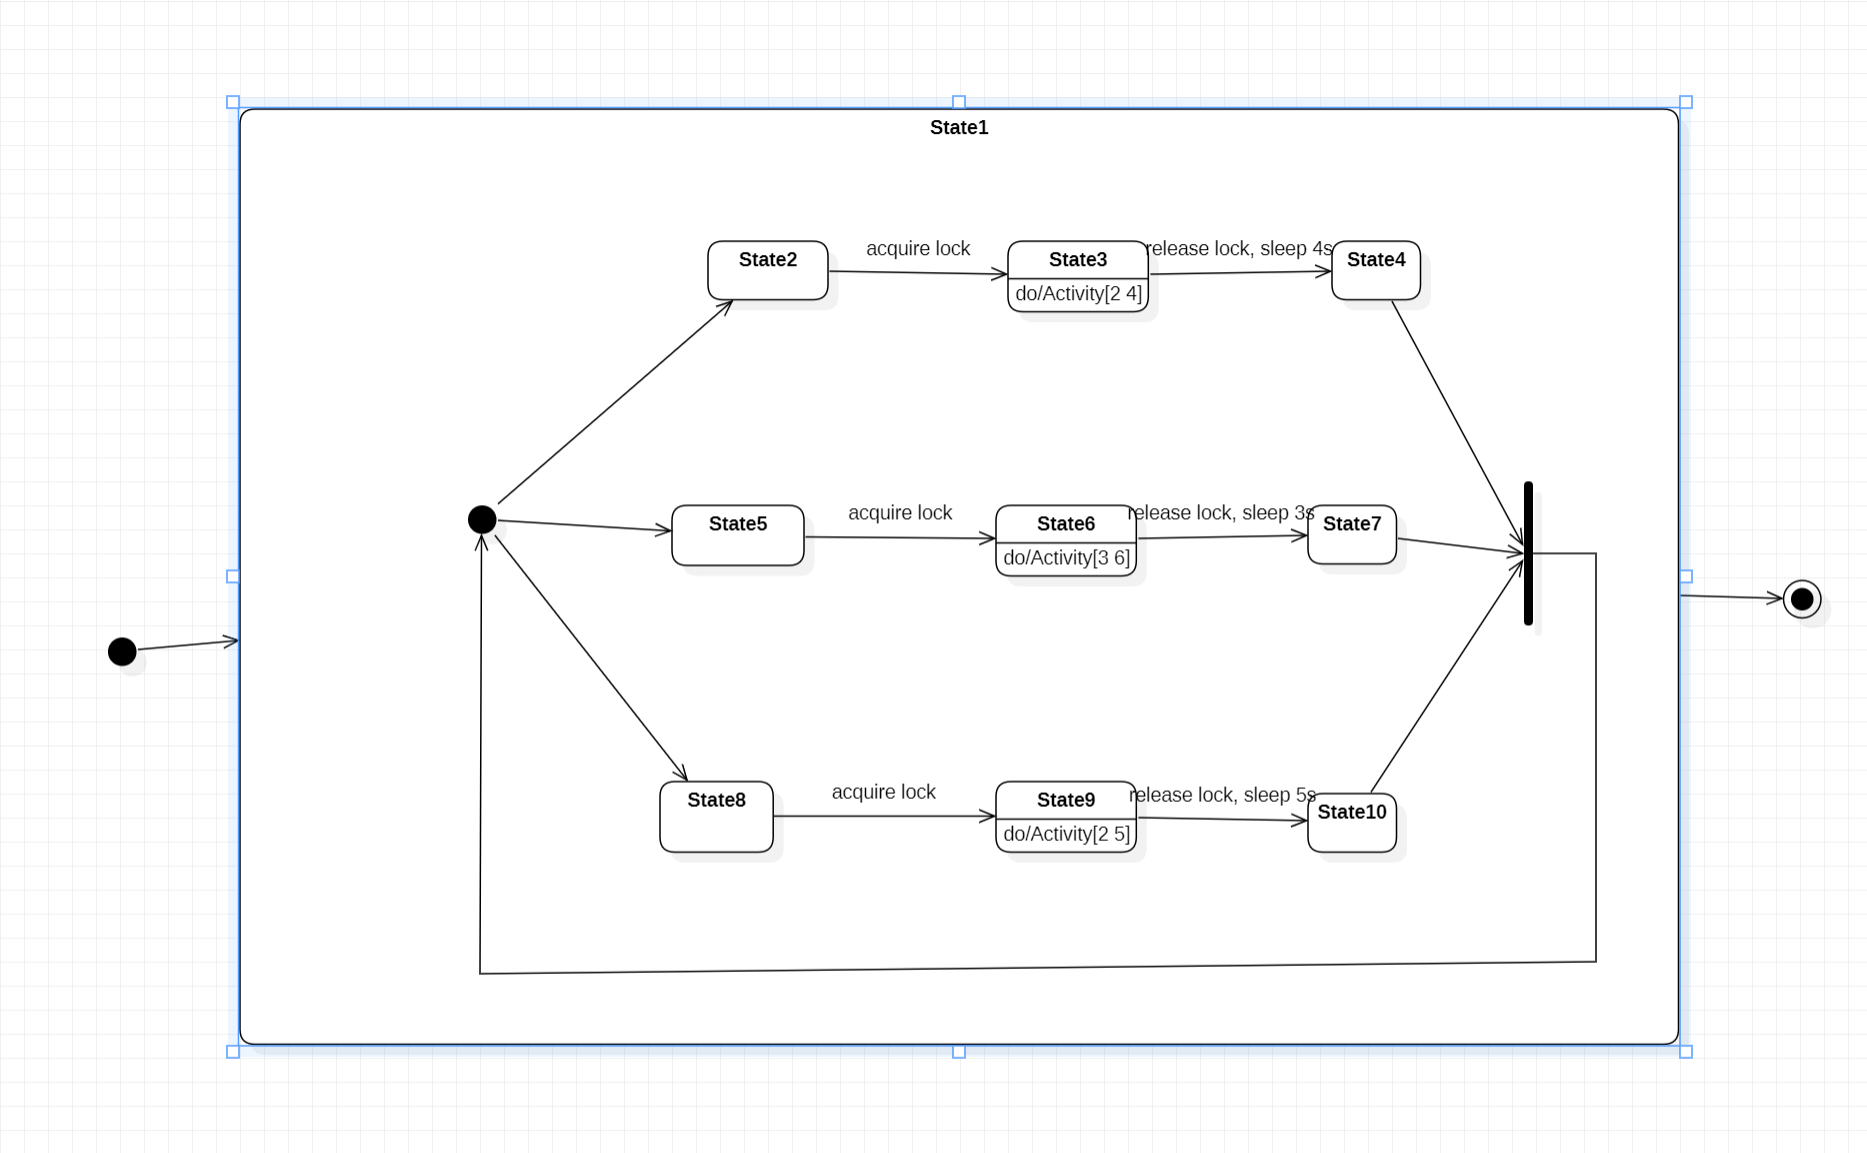 State1
State2
acquire lock
State3
do/Activity[2 4]
release lock, sleep 4s
State4
State5
acquire lock
State6
do/Activity[3 6]
release lock, sleep 3s
State7
State8
acquire lock
State9
do/Activity[2 5]
release lock, sleep 5s
State10